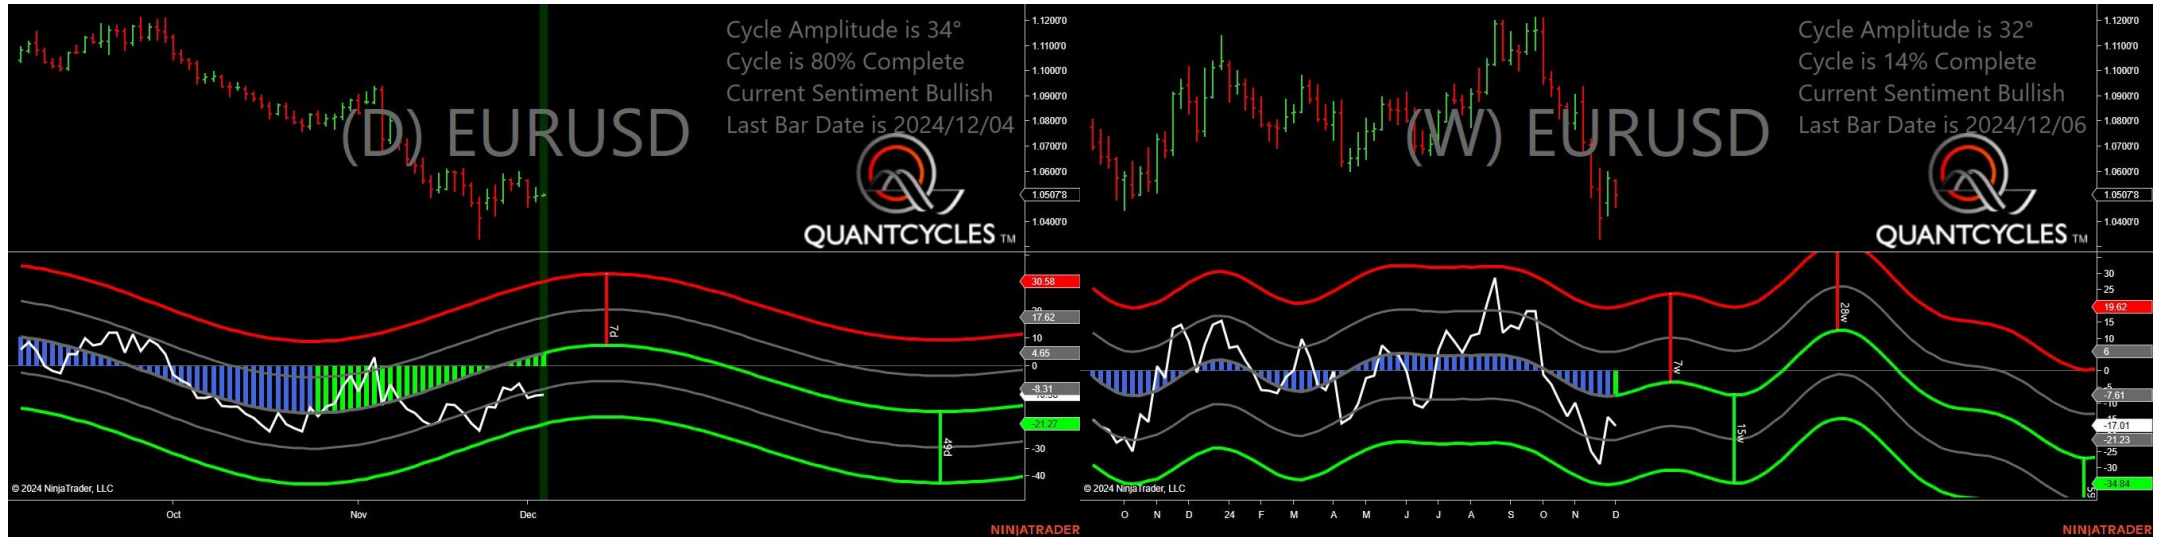 Cycle Amplitude is 34°
Cycle is 80% Complete
Current Sentiment Bullish
Last Bar Date is 2024/12/04
(D) EURUSD
QUANTCYCLES TM
1.1200'0
1.1100'0
1.1000'0
1.0900'0
1.0800'0
1.0700'0
1.0600'0
1.0507'8
1.0400'0
30.58
17.62
10
4.65
0
-8.31
-21.27
-30
-40
7d
49d
© 2024 NinjaTrader, LLC
Oct
Nov
Dec
NINJATRADER
Cycle Amplitude is 32°
Cycle is 14% Complete
Current Sentiment Bullish
Last Bar Date is 2024/12/06
(W) EURUSD
QUANTCYCLES TM
1.1200'0
1.1100'0
1.1000'0
1.0900'0
1.0800'0
1.0700'0
1.0600'0
1.0507'8
1.0400'0
30
25
19.62
15
10
6
0
-5
-7.61
-10
-17.01
-21.23
-25
-30
-34.84
7w
15w
28w
59
© 2024 NinjaTrader, LLC
O N D 24 F M A M J J A S O N D
NINJATRADER